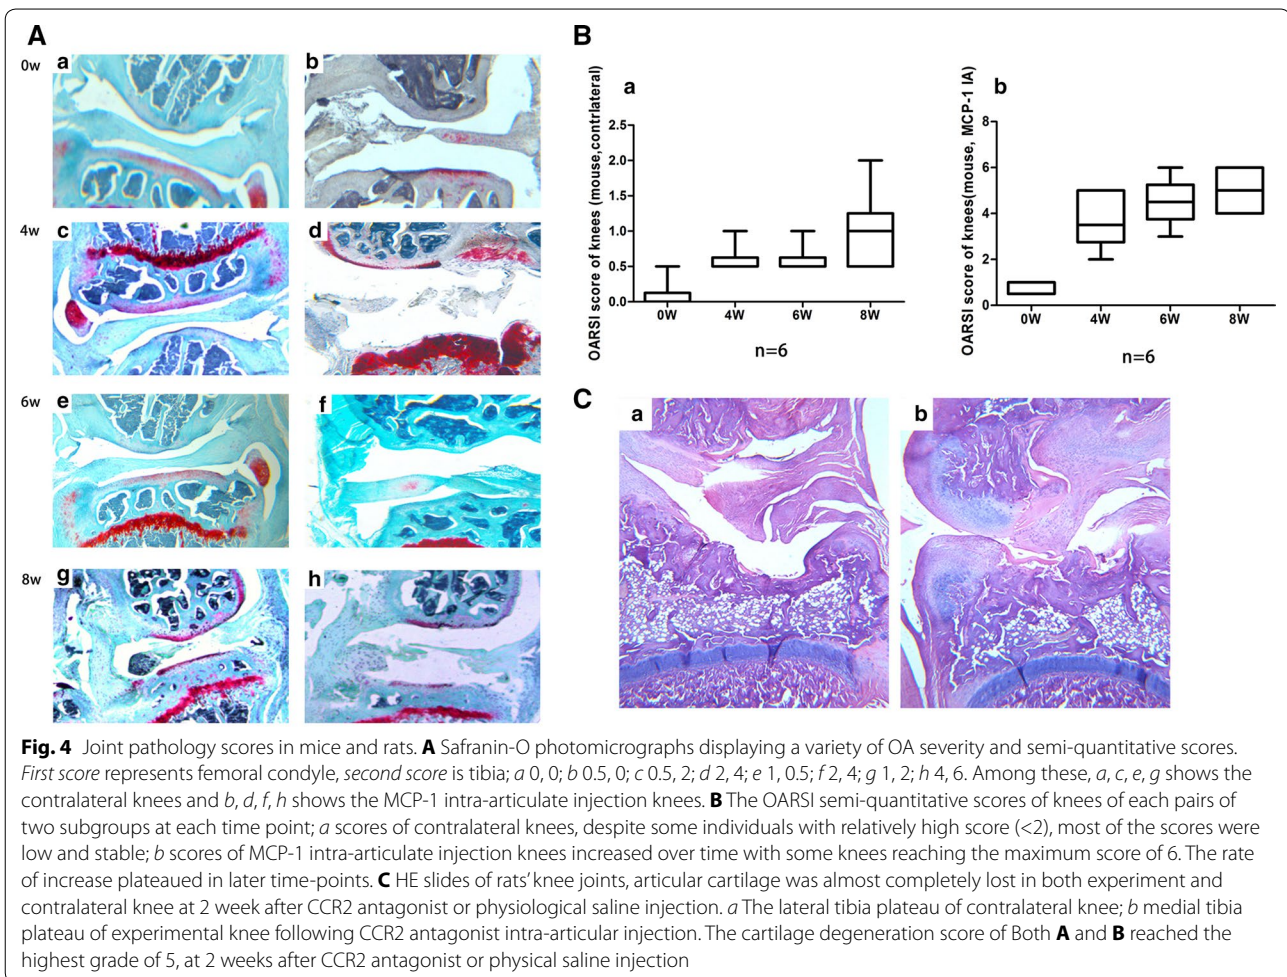 A
B
0w
a
b
4w
c
d
6w
e
f
8w
g
h
a
OARSI score of knees (mouse,contrlateral)
2.5
2.0
1.5
1.0
0.5
0.0
0W
4W
6W
8W
n=6
b
OARSI score of knees(mouse, MCP-1 IA)
8
6
4
2
0
0W
4W
6W
8W
n=6
C
a
b
Fig. 4 Joint pathology scores in mice and rats. A Safranin-O photomicrographs displaying a variety of OA severity and semi-quantitative scores.
First score represents femoral condyle, second score is tibia; a 0, 0; b 0.5, 0; c 0.5, 2; d 2, 4; e 1, 0.5; f 2, 4; g 1, 2; h 4, 6. Among these, a, c, e, g shows the
contralateral knees and b, d, f, h shows the MCP-1 intra-articulate injection knees. B The OARSI semi-quantitative scores of knees of each pairs of
two subgroups at each time point; a scores of contralateral knees, despite some individuals with relatively high score (<2), most of the scores were
low and stable; b scores of MCP-1 intra-articulate injection knees increased over time with some knees reaching the maximum score of 6. The rate
of increase plateaued in later time-points. C HE slides of rats' knee joints, articular cartilage was almost completely lost in both experiment and
contralateral knee at 2 week after CCR2 antagonist or physiological saline injection. a The lateral tibia plateau of contralateral knee; b medial tibia
plateau of experimental knee following CCR2 antagonist intra-articular injection. The cartilage degeneration score of Both A and B reached the
highest grade of 5, at 2 weeks after CCR2 antagonist or physical saline injection